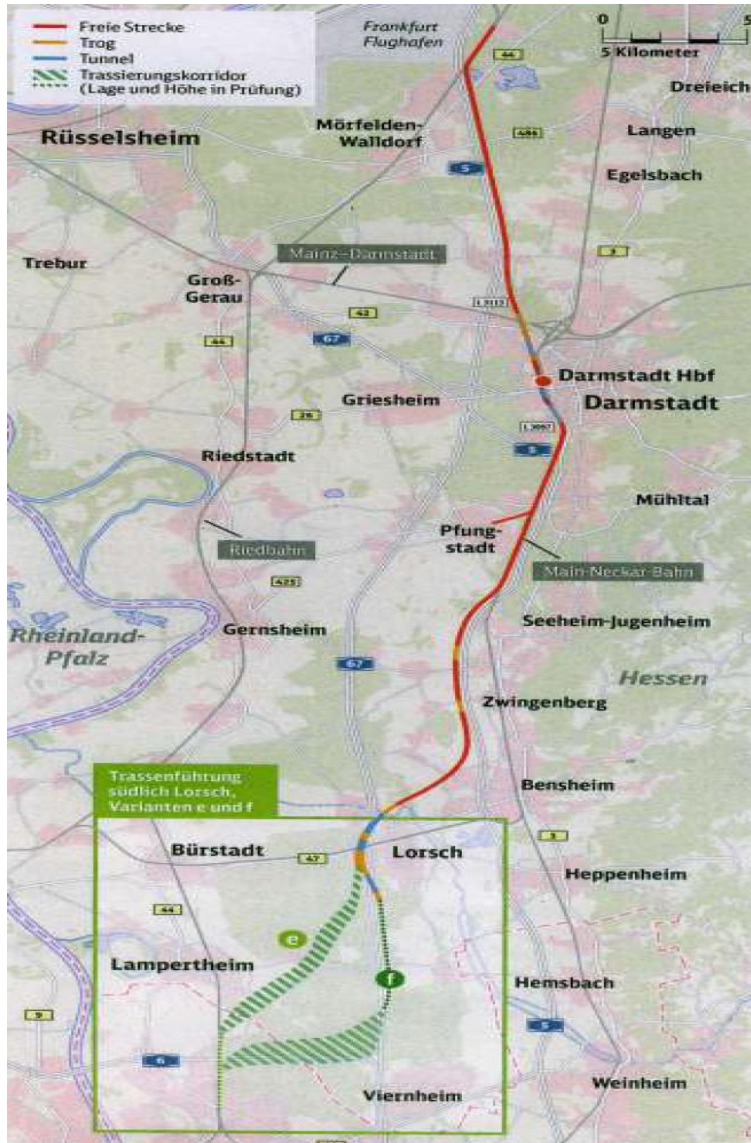 Freie Strecke
Trog
Tunnel
Trassierungskorridor
(Lage und Höhe in Prüfung)
Frankfurt
Flughafen
0 5
5 Kilometer
44
Dreieich
Rüsselsheim
Mörfelden-
Walldorf
486
Langen
5
Egelsbach
Trebur
Mainz–Darmstadt
3
Groß-
Gerau
L 3113
42
67
44
Darmstadt Hbf
Griesheim
Darmstadt
26
L 3097
5
Riedstadt
Mühltal
Pfung-
stadt
Riedbahn
Main-Neckar-Bahn
Gernsheim
Seeheim-Jugenheim
Rheinland-
Pfalz
67
Hessen
Zwingenberg
Trassenführung
südlich Lorsch,
Varianten e und f
Bensheim
3
Bürstadt
47
Lorsch
Heppenheim
44
e
Lampertheim
f
Hemsbach
9
5
6
Weinheim
Viernheim